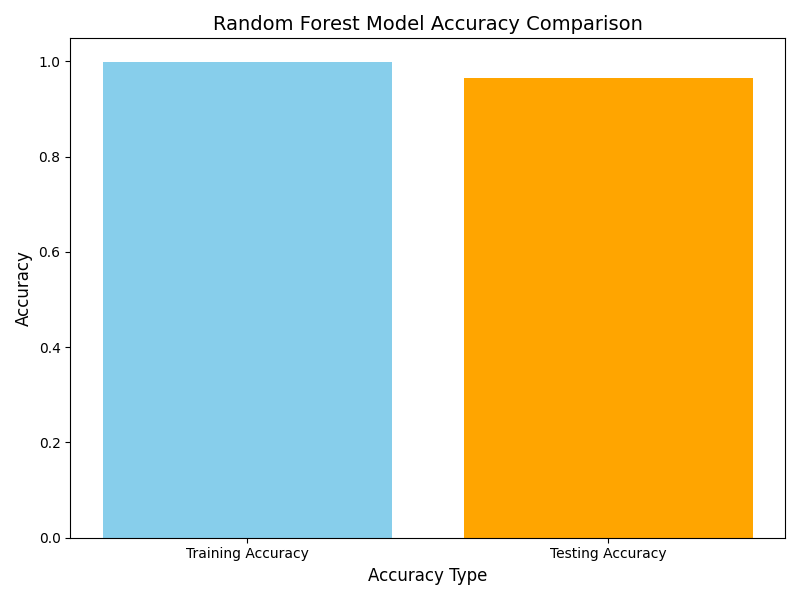 Random Forest Model Accuracy Comparison
1.0
0.8
0.6
0.4
0.2
0.0
Accuracy
Training Accuracy
Testing Accuracy
Accuracy Type